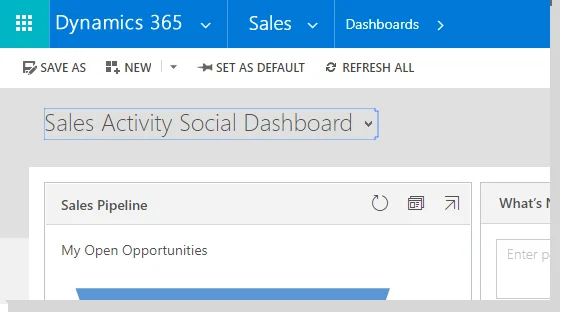 Dynamics 365 Sales Dashboards
SAVE AS NEW SET AS DEFAULT REFRESH ALL
Sales Activity Social Dashboard
Sales Pipeline
What's
My Open Opportunities
Enter